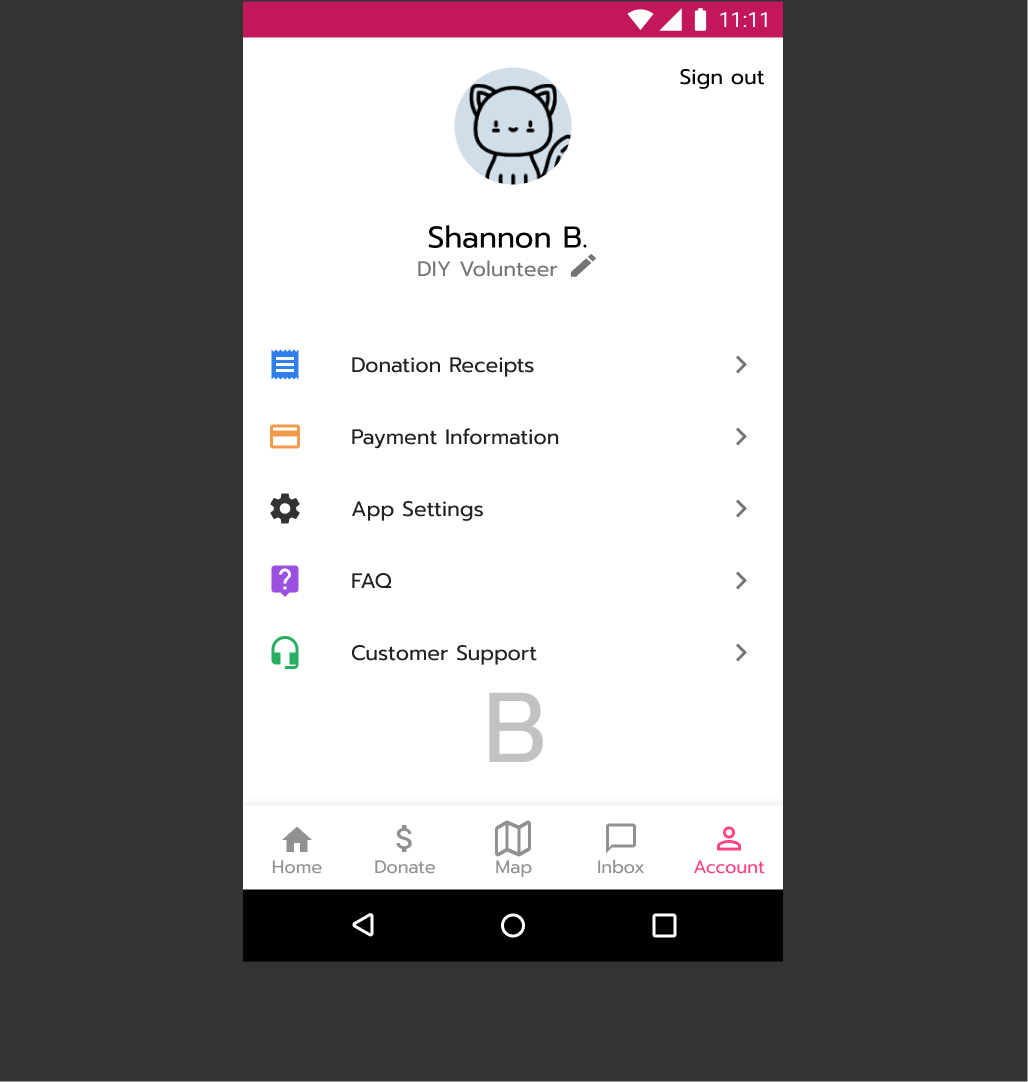 11:11
Sign out
Shannon B.
DIY Volunteer
Donation Receipts
Payment Information
App Settings
FAQ
Customer Support
B
Home
Donate
Map
Inbox
Account